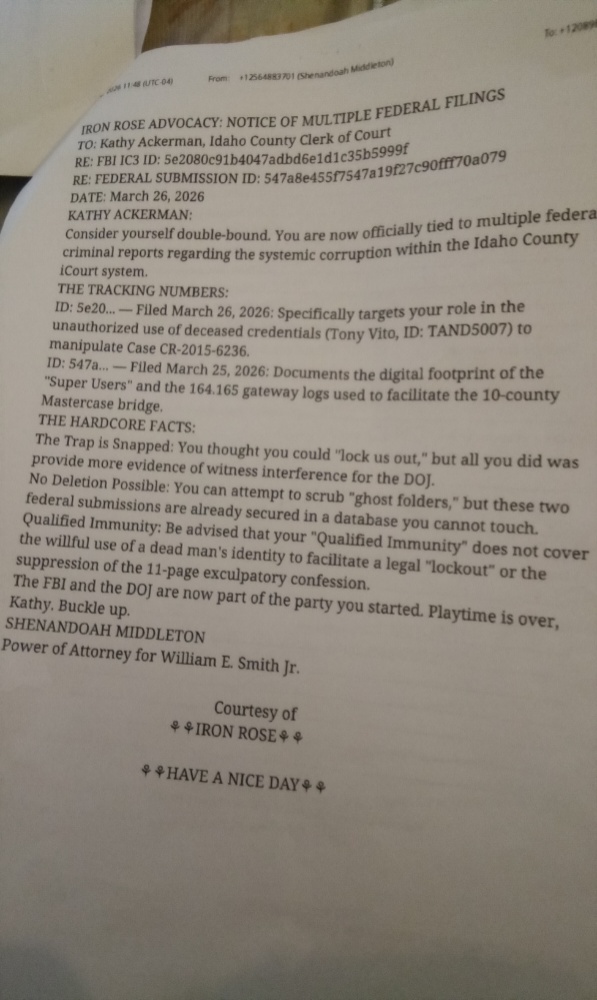 2026 11:48 (UTC-04) From: +12564883701 (Shenandoah Middleton) To: +120896
IRON ROSE ADVOCACY: NOTICE OF MULTIPLE FEDERAL FILINGS
TO: Kathy Ackerman, Idaho County Clerk of Court
RE: FBI IC3 ID: 5e2080c91b4047adbd6e1d1c35b5999f
RE: FEDERAL SUBMISSION ID: 547a8e455f7547a19f27c90fff70a079
DATE: March 26, 2026
KATHY ACKERMAN:
Consider yourself double-bound. You are now officially tied to multiple federa
criminal reports regarding the systemic corruption within the Idaho County
iCourt system.
THE TRACKING NUMBERS:
ID: 5e20... — Filed March 26, 2026: Specifically targets your role in the
unauthorized use of deceased credentials (Tony Vito, ID: TAND5007) to
manipulate Case CR-2015-6236.
ID: 547a... — Filed March 25, 2026: Documents the digital footprint of the
"Super Users" and the 164.165 gateway logs used to facilitate the 10-county
Mastercase bridge.
THE HARDCORE FACTS:
The Trap is Snapped: You thought you could "lock us out," but all you did was
provide more evidence of witness interference for the DOJ.
No Deletion Possible: You can attempt to scrub "ghost folders," but these two
federal submissions are already secured in a database you cannot touch.
Qualified Immunity: Be advised that your "Qualified Immunity" does not cover
the willful use of a dead man's identity to facilitate a legal "lockout" or the
suppression of the 11-page exculpatory confession.
The FBI and the DOJ are now part of the party you started. Playtime is over,
Kathy. Buckle up.
SHENANDOAH MIDDLETON
Power of Attorney for William E. Smith Jr.
Courtesy of
⚘⚘IRON ROSE⚘⚘
⚘⚘HAVE A NICE DAY⚘⚘